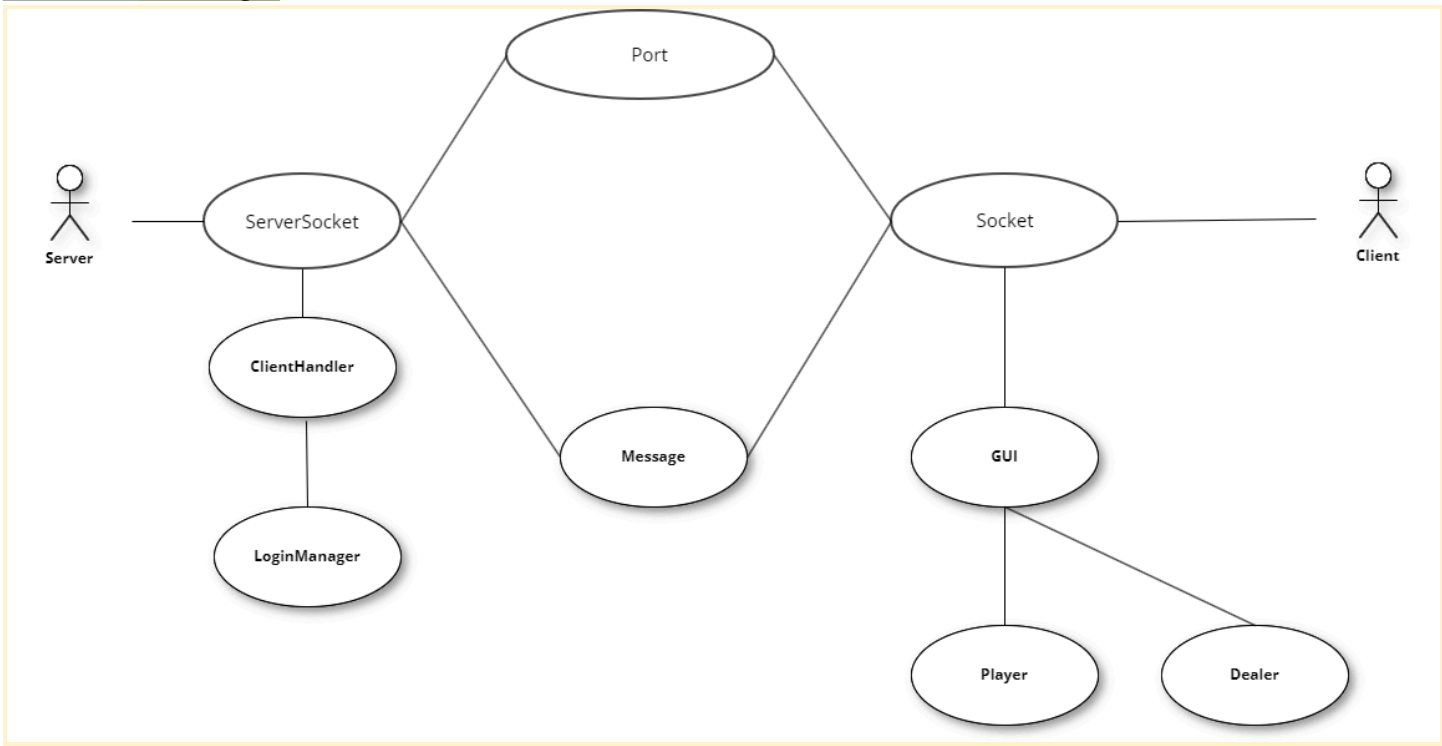 Port
ServerSocket
Socket
Server
Client
ClientHandler
Message
GUI
LoginManager
Player
Dealer